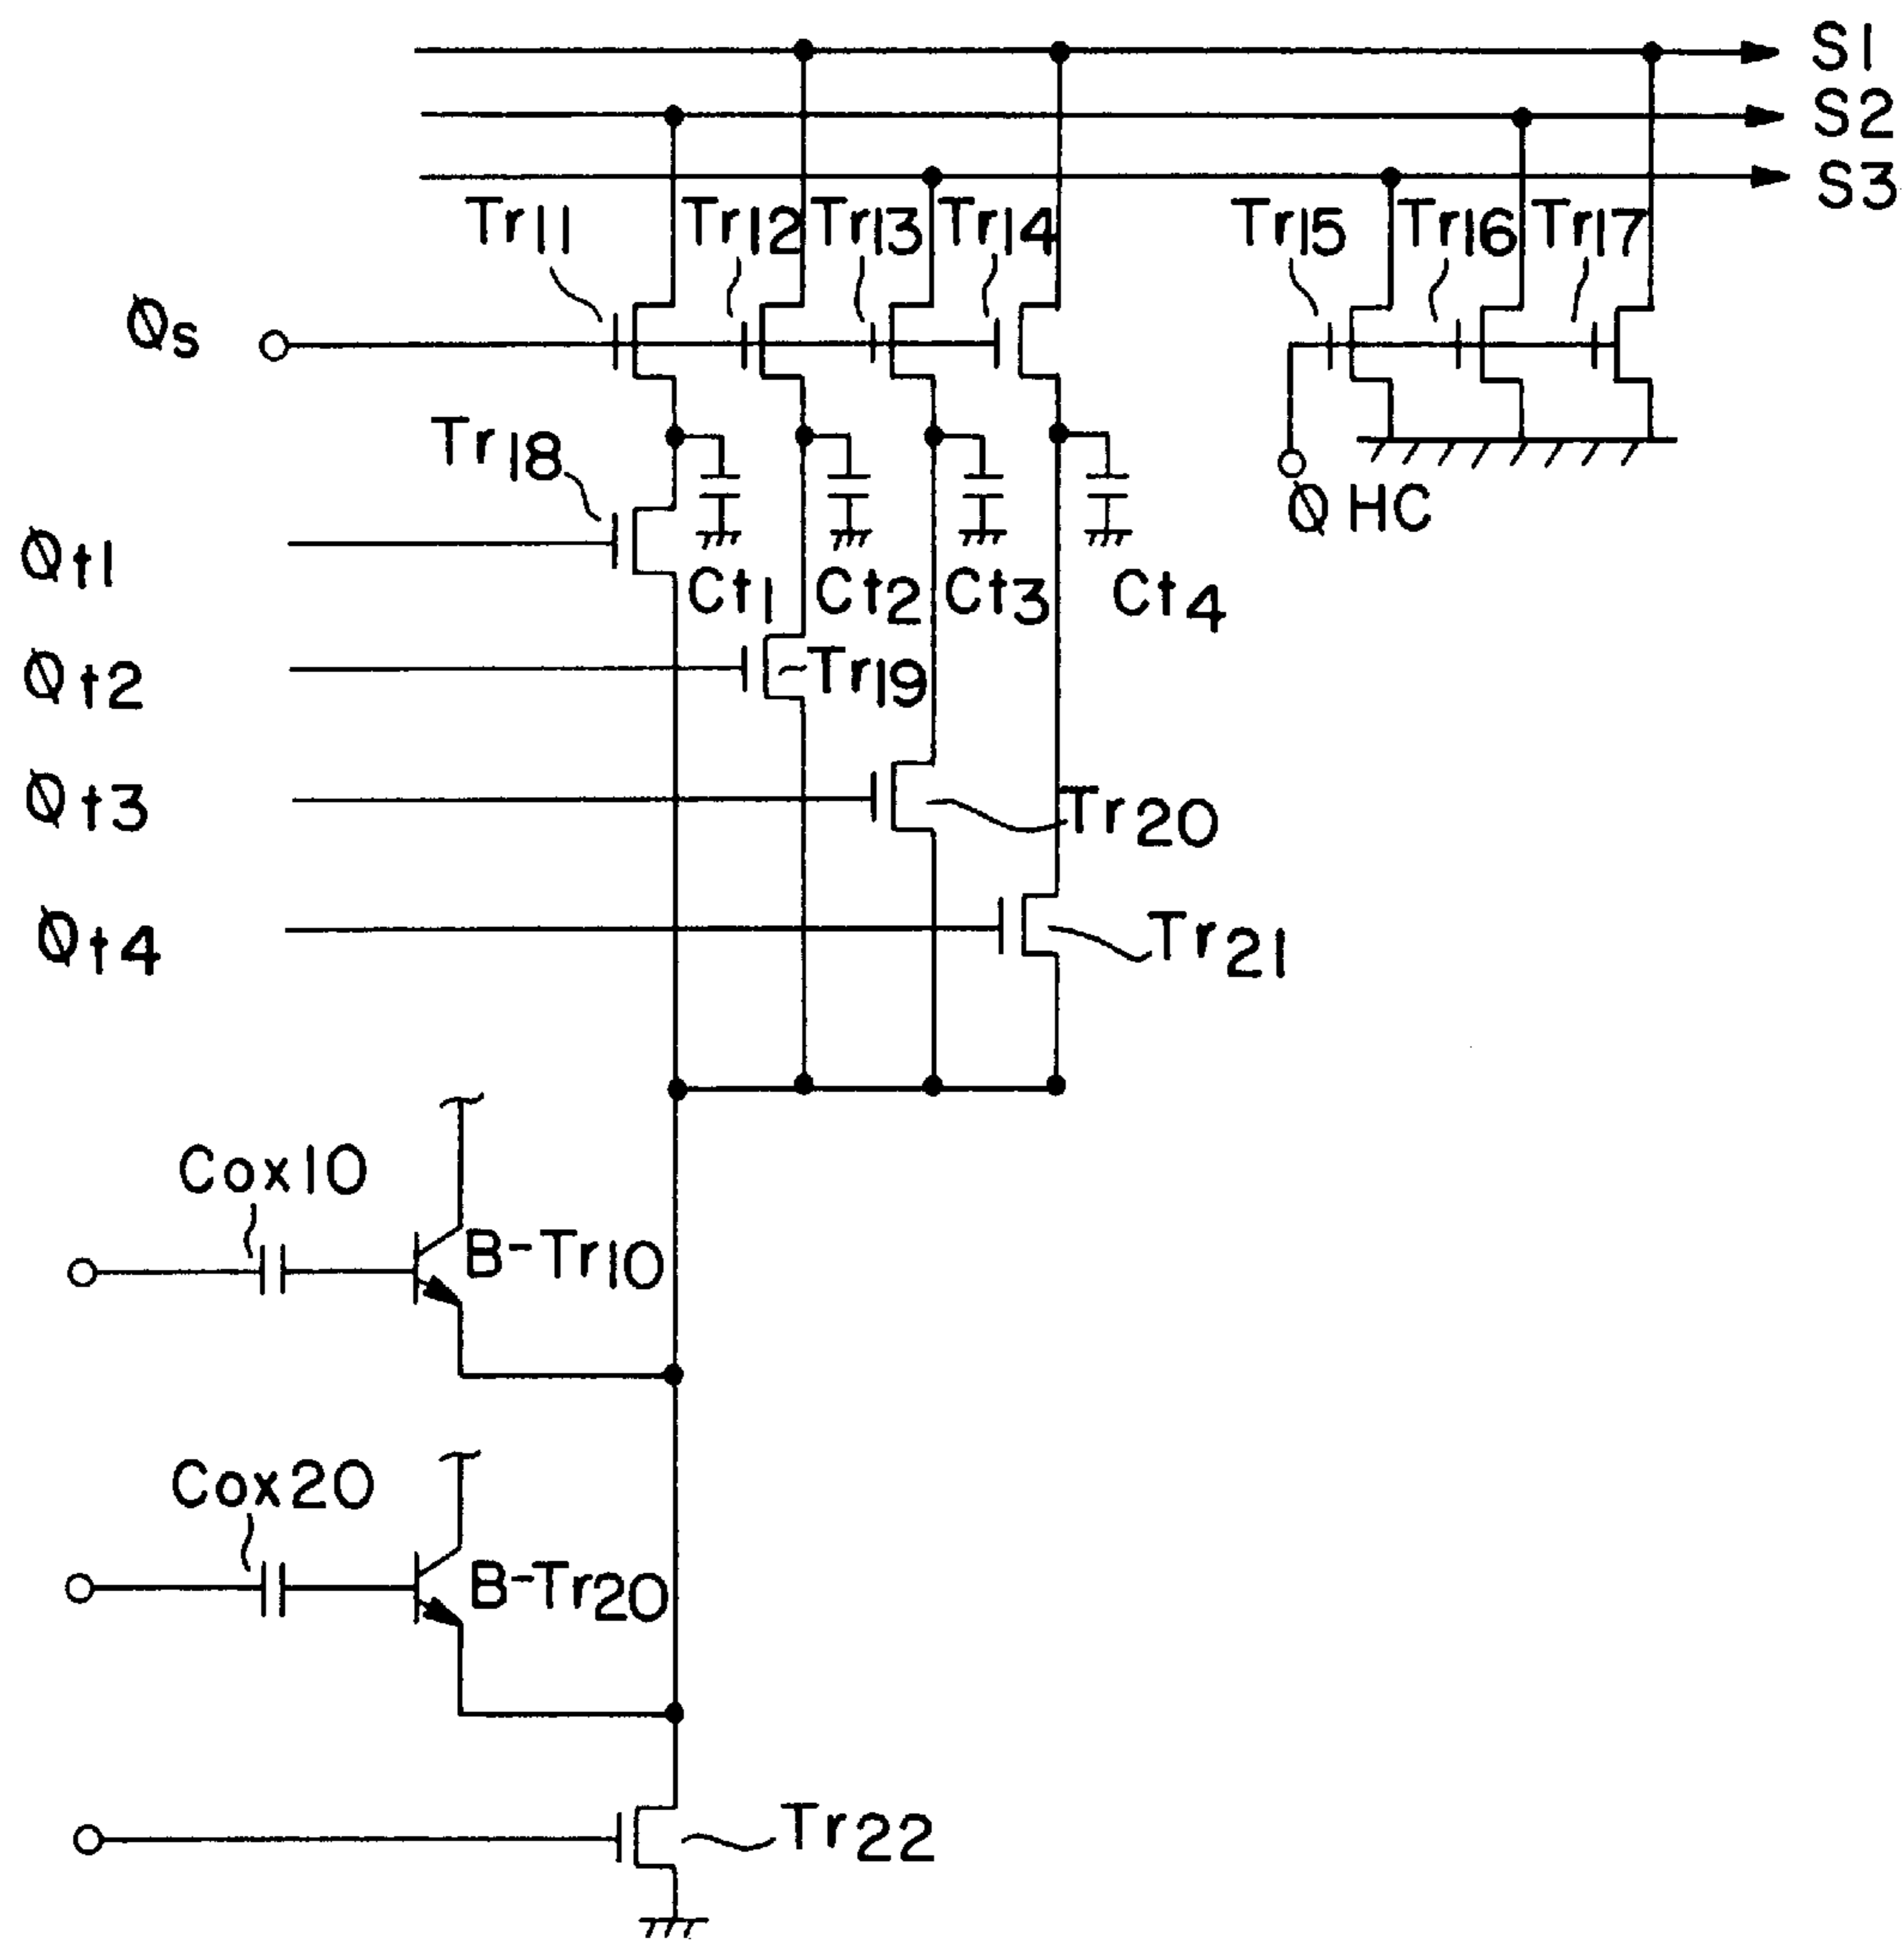 S1
S2
S3
Tr11 Tr12 Tr13 Tr14 Tr15 Tr16 Tr17
Øs
Tr18
ØHC
Øt1
Ct1 Ct2 Ct3 Ct4
Øt2
Tr19
Øt3
Tr20
Øt4
Tr21
Cox10
B-Tr10
Cox20
B-Tr20
Tr22